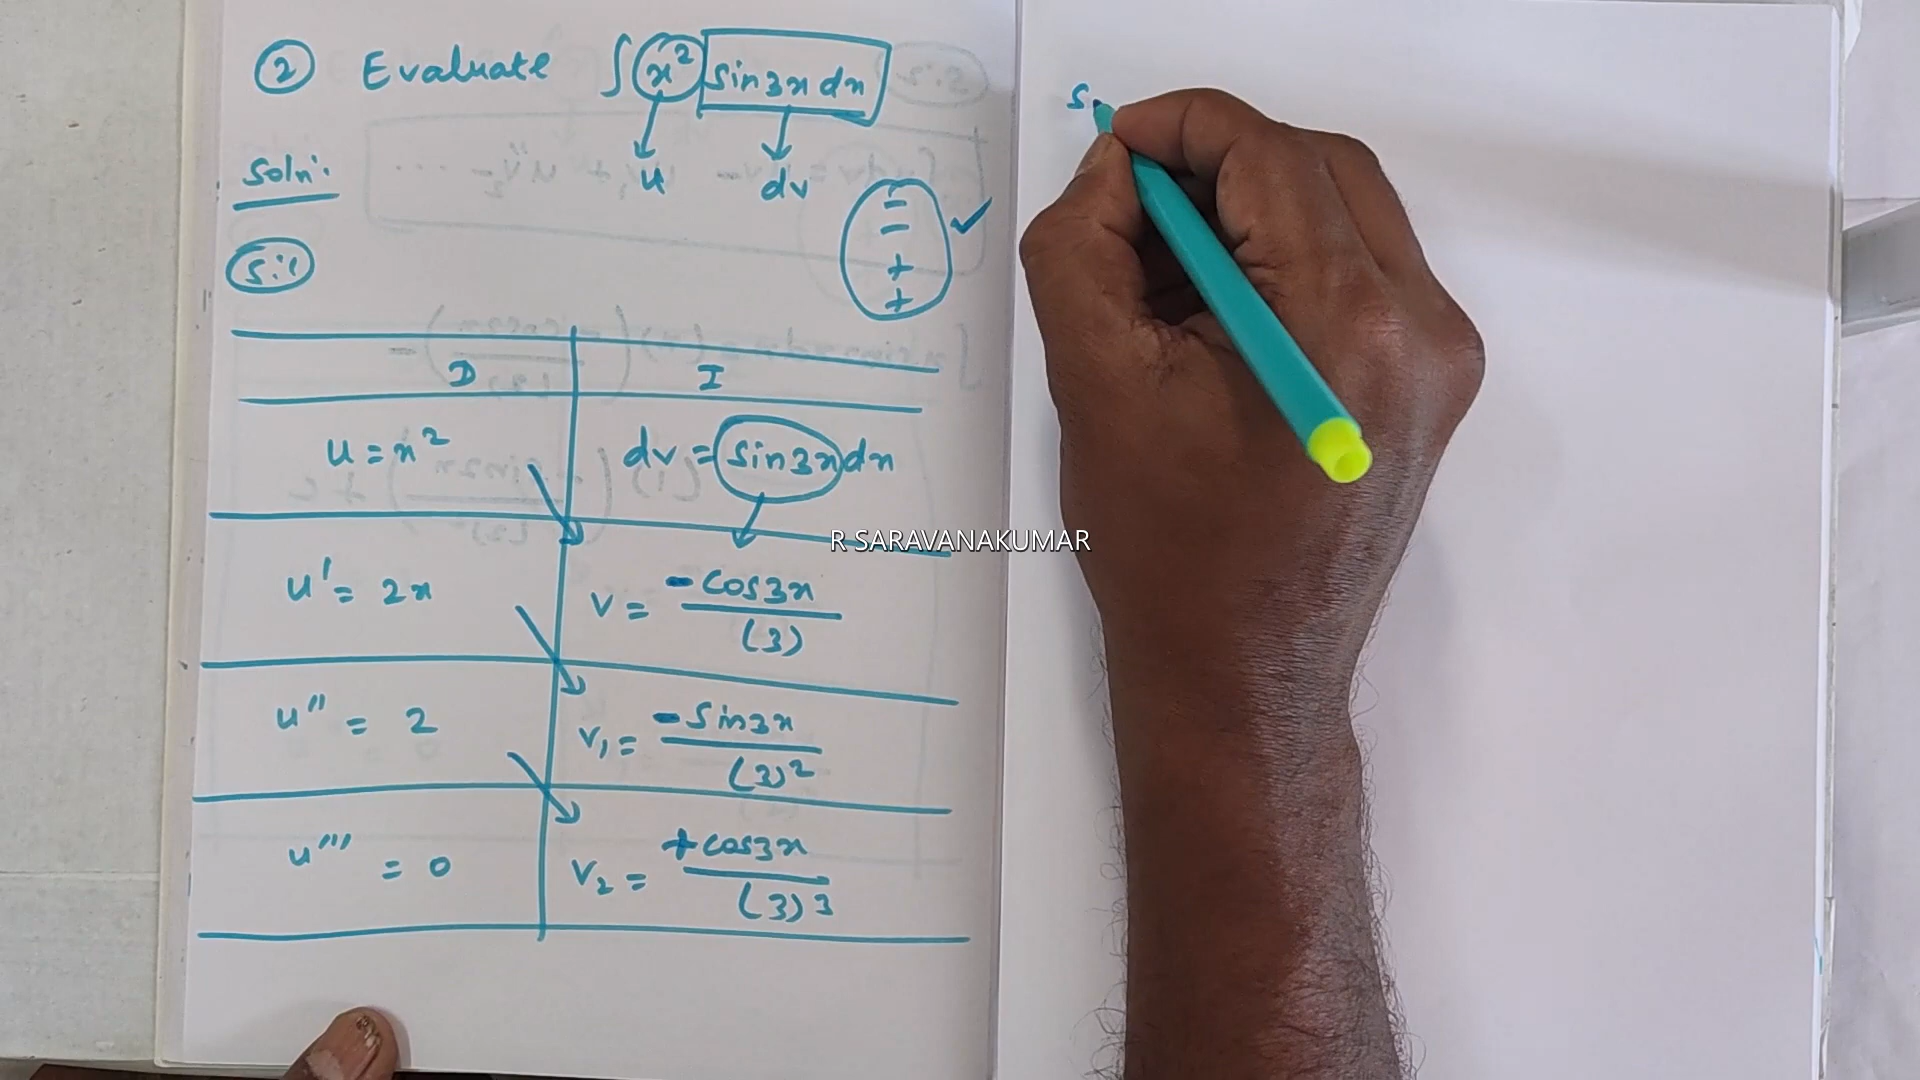 ② Evaluate ∫ x² sin3x dx
u dv
Soln:
S:1
-
-
+
+
D I
u = x² dv = sin3x dx
u' = 2x v = -cos3x/(3)
u'' = 2 v₁ = -sin3x/(3)²
u''' = 0 v₂ = +cos3x/(3)³
S
R SARAVANAKUMAR